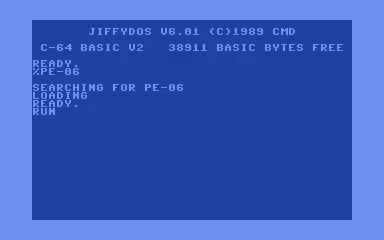 JIFFYDOS V6.01 (C)1989 CMD
C-64 BASIC V2   38911 BASIC BYTES FREE
READY.
%PE-06
SEARCHING FOR PE-06
LOADING
READY.
RUN